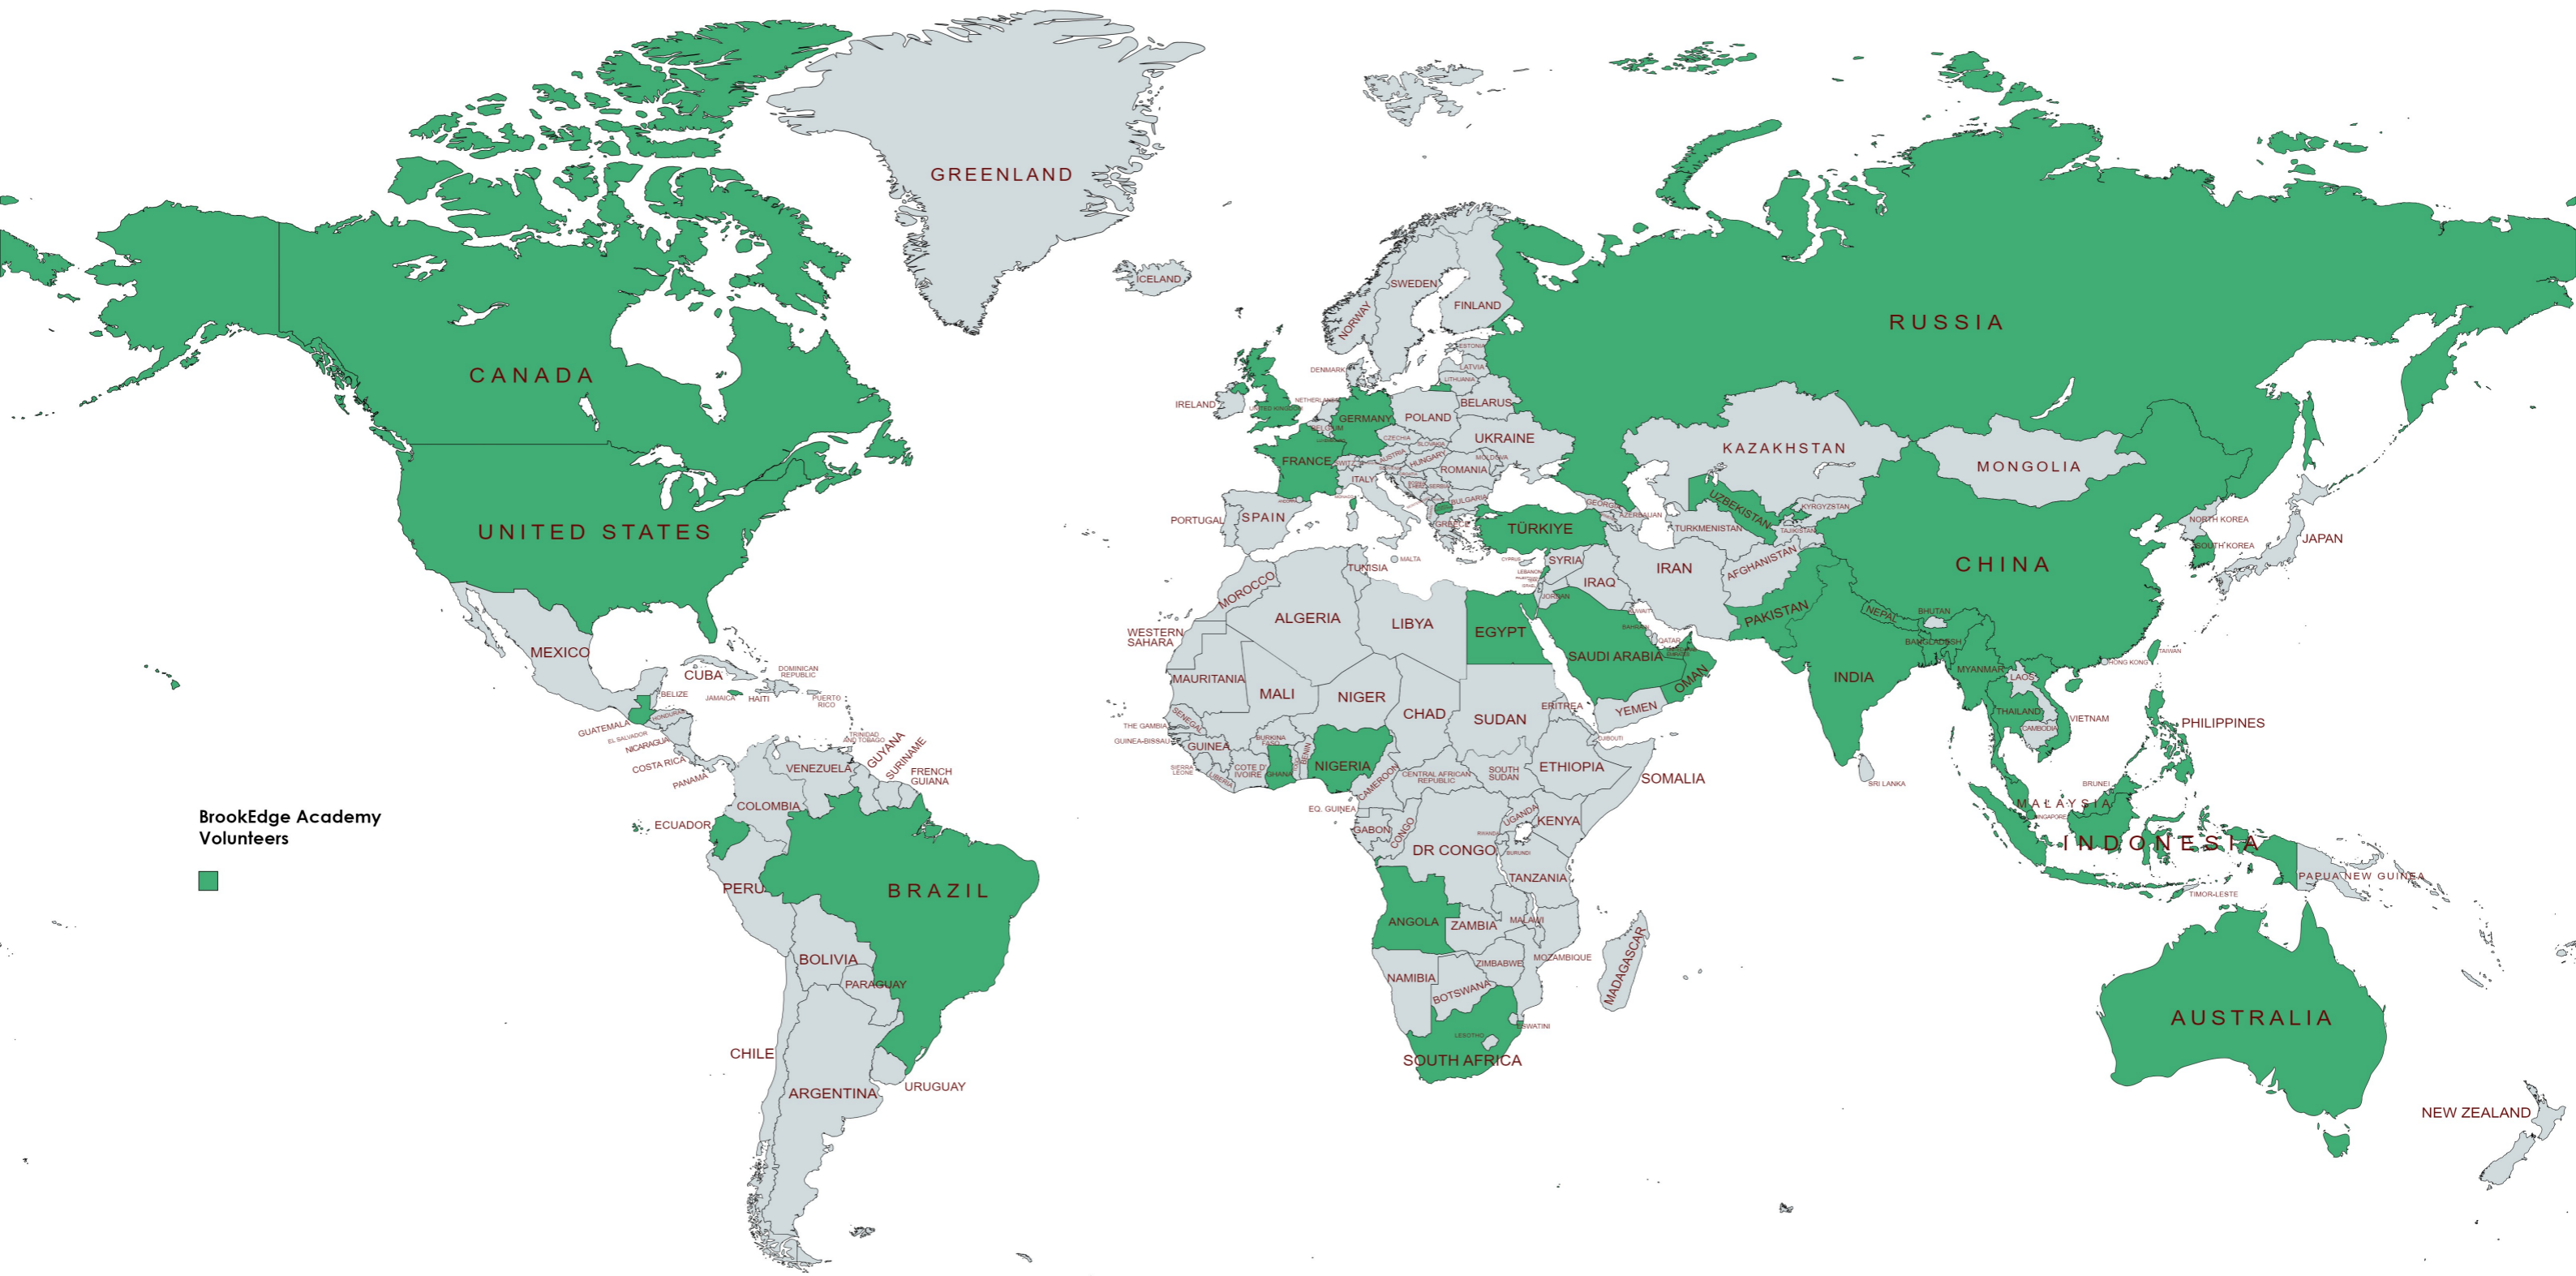 GREENLAND
ICELAND
SWEDEN
NORWAY
FINLAND
RUSSIA
CANADA
ESTONIA
LATVIA
LITHUANIA
DENMARK
IRELAND
UNITED KINGDOM
BELGIUM
GERMANY
POLAND
BELARUS
CZECHIA
UKRAINE
KAZAKHSTAN
MONGOLIA
FRANCE
AUSTRIA
HUNGARY
MOLDOVA
ROMANIA
ITALY
BULGARIA
UZBEKISTAN
KYRGYZSTAN
UNITED STATES
PORTUGAL
SPAIN
GREECE
TÜRKIYE
AZERBAIJAN
TURKMENISTAN
TAJIKISTAN
NORTH KOREA
SOUTH KOREA
JAPAN
CHINA
TUNISIA
MALTA
CYPRUS
LEBANON
SYRIA
IRAQ
IRAN
AFGHANISTAN
MOROCCO
JORDAN
ALGERIA
LIBYA
EGYPT
KUWAIT
BAHRAIN
QATAR
PAKISTAN
NEPAL
BHUTAN
BANGLADESH
WESTERN
SAHARA
MEXICO
CUBA
DOMINICAN
REPUBLIC
SAUDI ARABIA
OMAN
INDIA
MYANMAR
LAOS
HONG KONG
TAIWAN
BELIZE
JAMAICA
HAITI
PUERTO
RICO
MAURITANIA
MALI
NIGER
CHAD
SUDAN
ERITREA
YEMEN
THAILAND
VIETNAM
CAMBODIA
PHILIPPINES
GUATEMALA
HONDURAS
EL SALVADOR
NICARAGUA
COSTA RICA
PANAMA
TRINIDAD
AND TOBAGO
THE GAMBIA
SENEGAL
GUINEA-BISSAU
GUINEA
BURKINA
FASO
BENIN
DJIBOUTI
VENEZUELA
GUYANA
SURINAME
FRENCH
GUIANA
SIERRA
LEONE
LIBERIA
COTE D'
IVOIRE
GHANA
NIGERIA
CAMEROON
CENTRAL AFRICAN
REPUBLIC
SOUTH
SUDAN
ETHIOPIA
SOMALIA
SRI LANKA
BRUNEI
MALAYSIA
SINGAPORE
INDONESIA
BrookEdge Academy
Volunteers
COLOMBIA
ECUADOR
EQ. GUINEA
GABON
CONGO
UGANDA
KENYA
RWANDA
DR CONGO
BURUNDI
TANZANIA
PAPUA NEW GUINEA
TIMOR-LESTE
PERU
BRAZIL
ANGOLA
ZAMBIA
MALAWI
BOLIVIA
ZIMBABWE
MOZAMBIQUE
MADAGASCAR
PARAGUAY
NAMIBIA
BOTSWANA
AUSTRALIA
ESWATINI
LESOTHO
SOUTH AFRICA
CHILE
ARGENTINA
URUGUAY
NEW ZEALAND